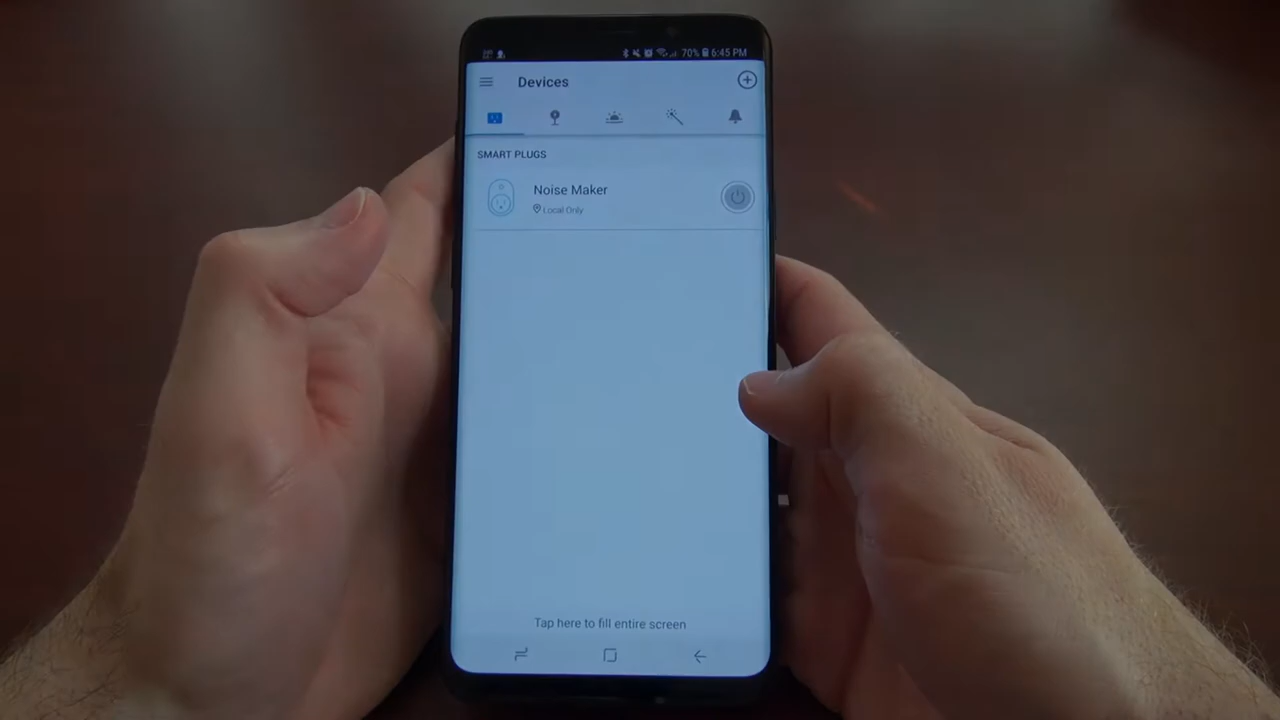 70% 6:45 PM
Devices
SMART PLUGS
Noise Maker
Local Only
Tap here to fill entire screen